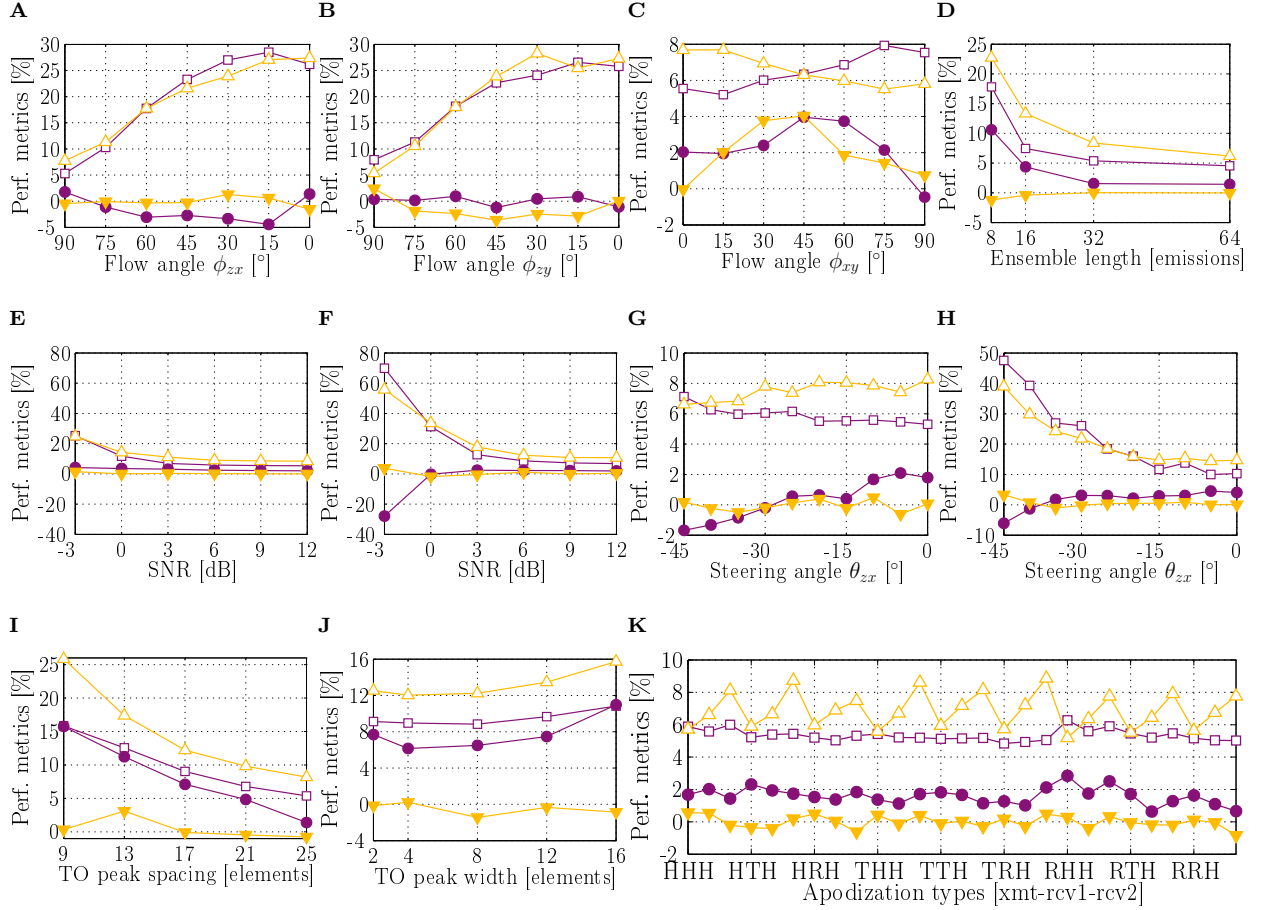 A
Perf. metrics [%]
30
25
20
15
10
5
0
-5
90 75 60 45 30 15 0
Flow angle ϕzx [°]
B
Perf. metrics [%]
30
25
20
15
10
5
0
-5
90 75 60 45 30 15 0
Flow angle ϕzy [°]
C
Perf. metrics [%]
8
6
4
2
0
-2
0 15 30 45 60 75 90
Flow angle ϕxy [°]
D
Perf. metrics [%]
25
20
15
10
5
0
-5
8 16 32 64
Ensemble length [emissions]
E
Perf. metrics [%]
80
60
40
20
0
-20
-40
-3 0 3 6 9 12
SNR [dB]
F
Perf. metrics [%]
80
60
40
20
0
-20
-40
-3 0 3 6 9 12
SNR [dB]
G
Perf. metrics [%]
10
8
6
4
2
0
-2
-45 -30 -15 0
Steering angle θzx [°]
H
Perf. metrics [%]
50
40
30
20
10
0
-10
-45 -30 -15 0
Steering angle θzx [°]
I
Perf. metrics [%]
25
20
15
10
5
0
9 13 17 21 25
TO peak spacing [elements]
J
Perf. metrics [%]
16
12
8
4
0
-4
2 4 8 12 16
TO peak width [elements]
K
Perf. metrics [%]
10
8
6
4
2
0
-2
HHH HTH HRH THH TTH TRH RHH RTH RRH
Apodization types [xmt-rcv1-rcv2]